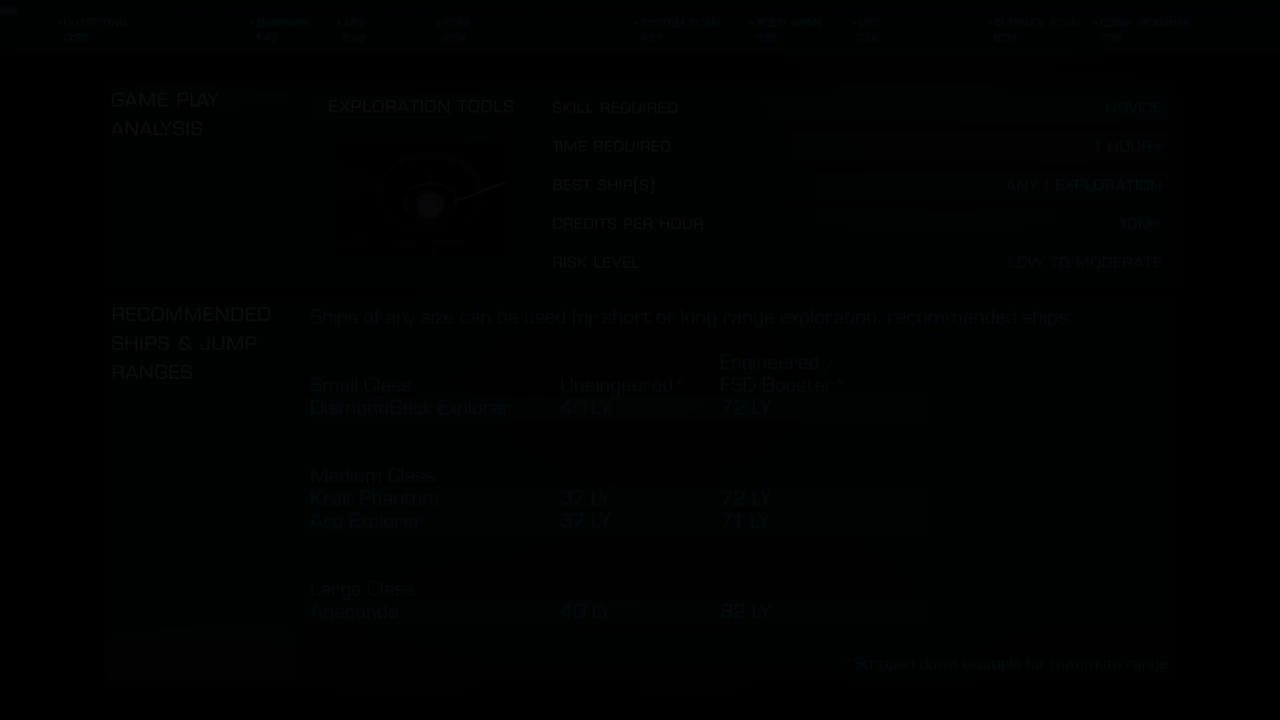 GAME PLAY
ANALYSIS
EXPLORATION TOOLS
SKILL REQUIRED
NOVICE
TIME REQUIRED
1 HOUR+
BEST SHIP(S)
ANY | EXPLORATION
CREDITS PER HOUR
10M+
RISK LEVEL
LOW TO MODERATE
RECOMMENDED
SHIPS & JUMP
RANGES
Ships of any size can be used for short or long range exploration, recommended ships:
Engineered /
Small Class Uneingeered* FSD Booster*
DiamondBack Explorer 40 LY 72 LY
Medium Class
Krait Phantom 37 LY 72 LY
Asp Explorer 37 LY 71 LY
Large Class
Anaconda 40 LY 82 LY
* Stripped down example for maximum range